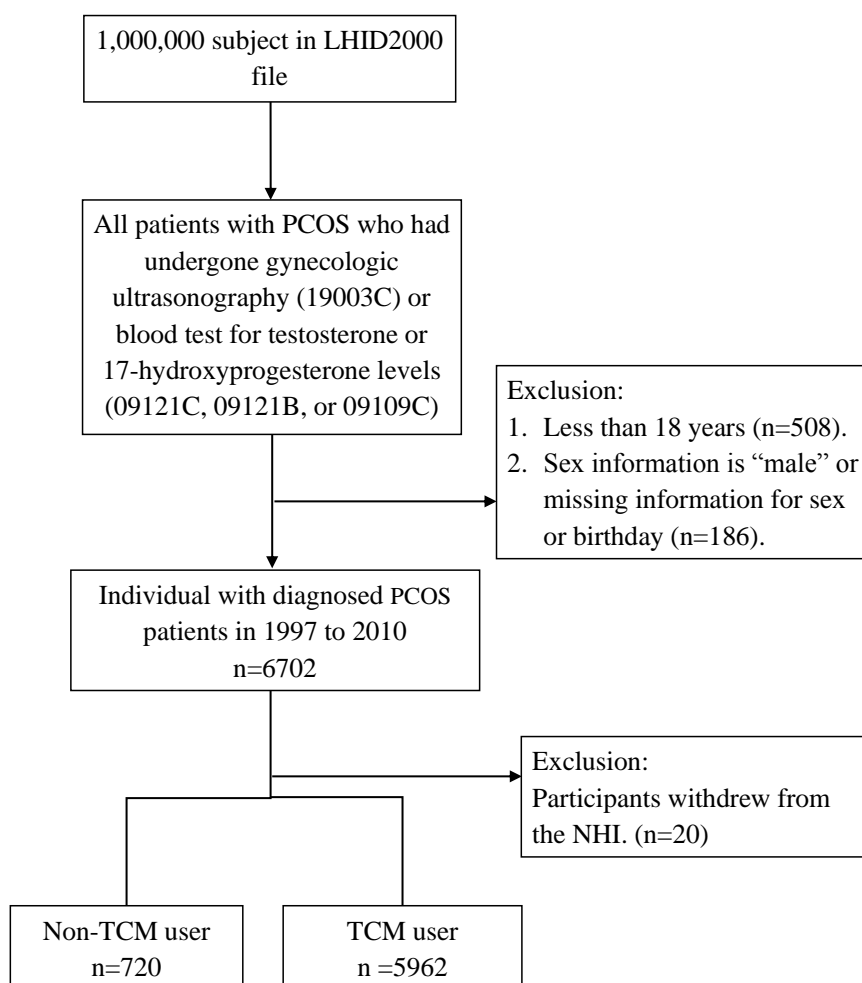 1,000,000 subject in LHID2000
file
All patients with PCOS who had
undergone gynecologic
ultrasonography (19003C) or
blood test for testosterone or
17-hydroxyprogesterone levels
(09121C, 09121B, or 09109C)
Exclusion:
1. Less than 18 years (n=508).
2. Sex information is “male” or
missing information for sex
or birthday (n=186).
Individual with diagnosed PCOS
patients in 1997 to 2010
n=6702
Exclusion:
Participants withdrew from
the NHI. (n=20)
Non-TCM user
n=720
TCM user
n =5962